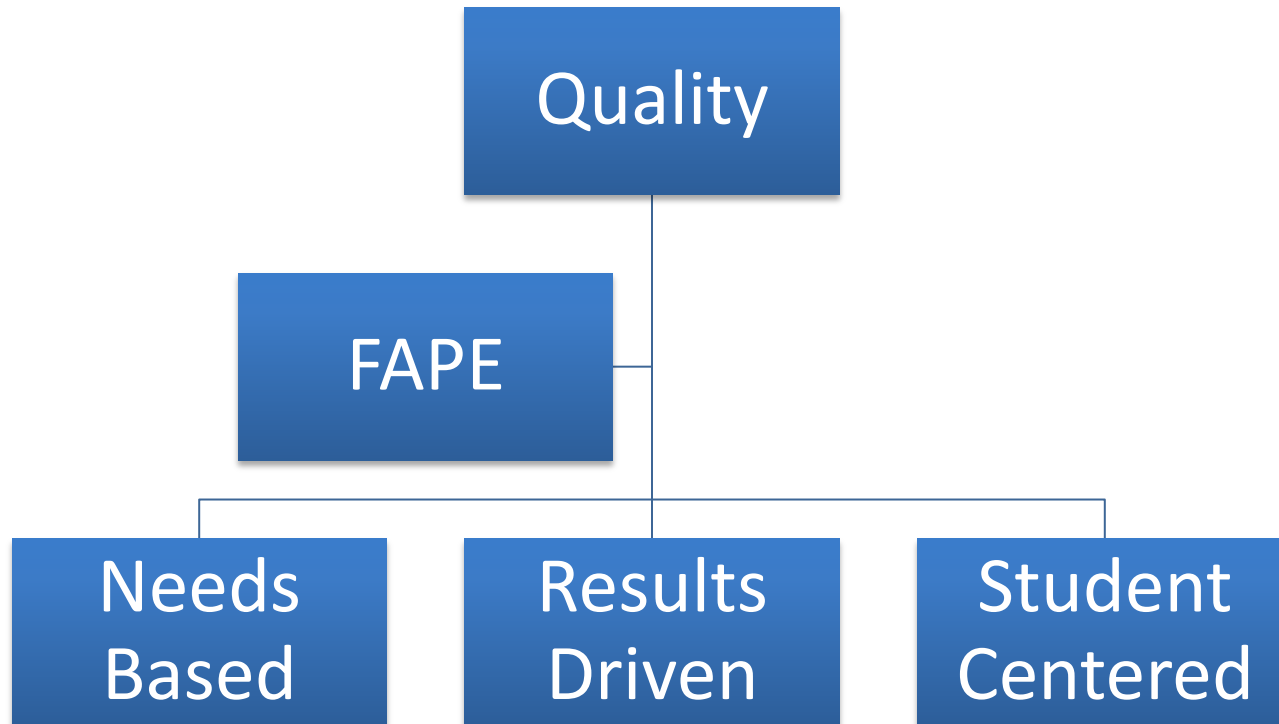 Quality
FAPE
Needs
Based
Results
Driven
Student
Centered